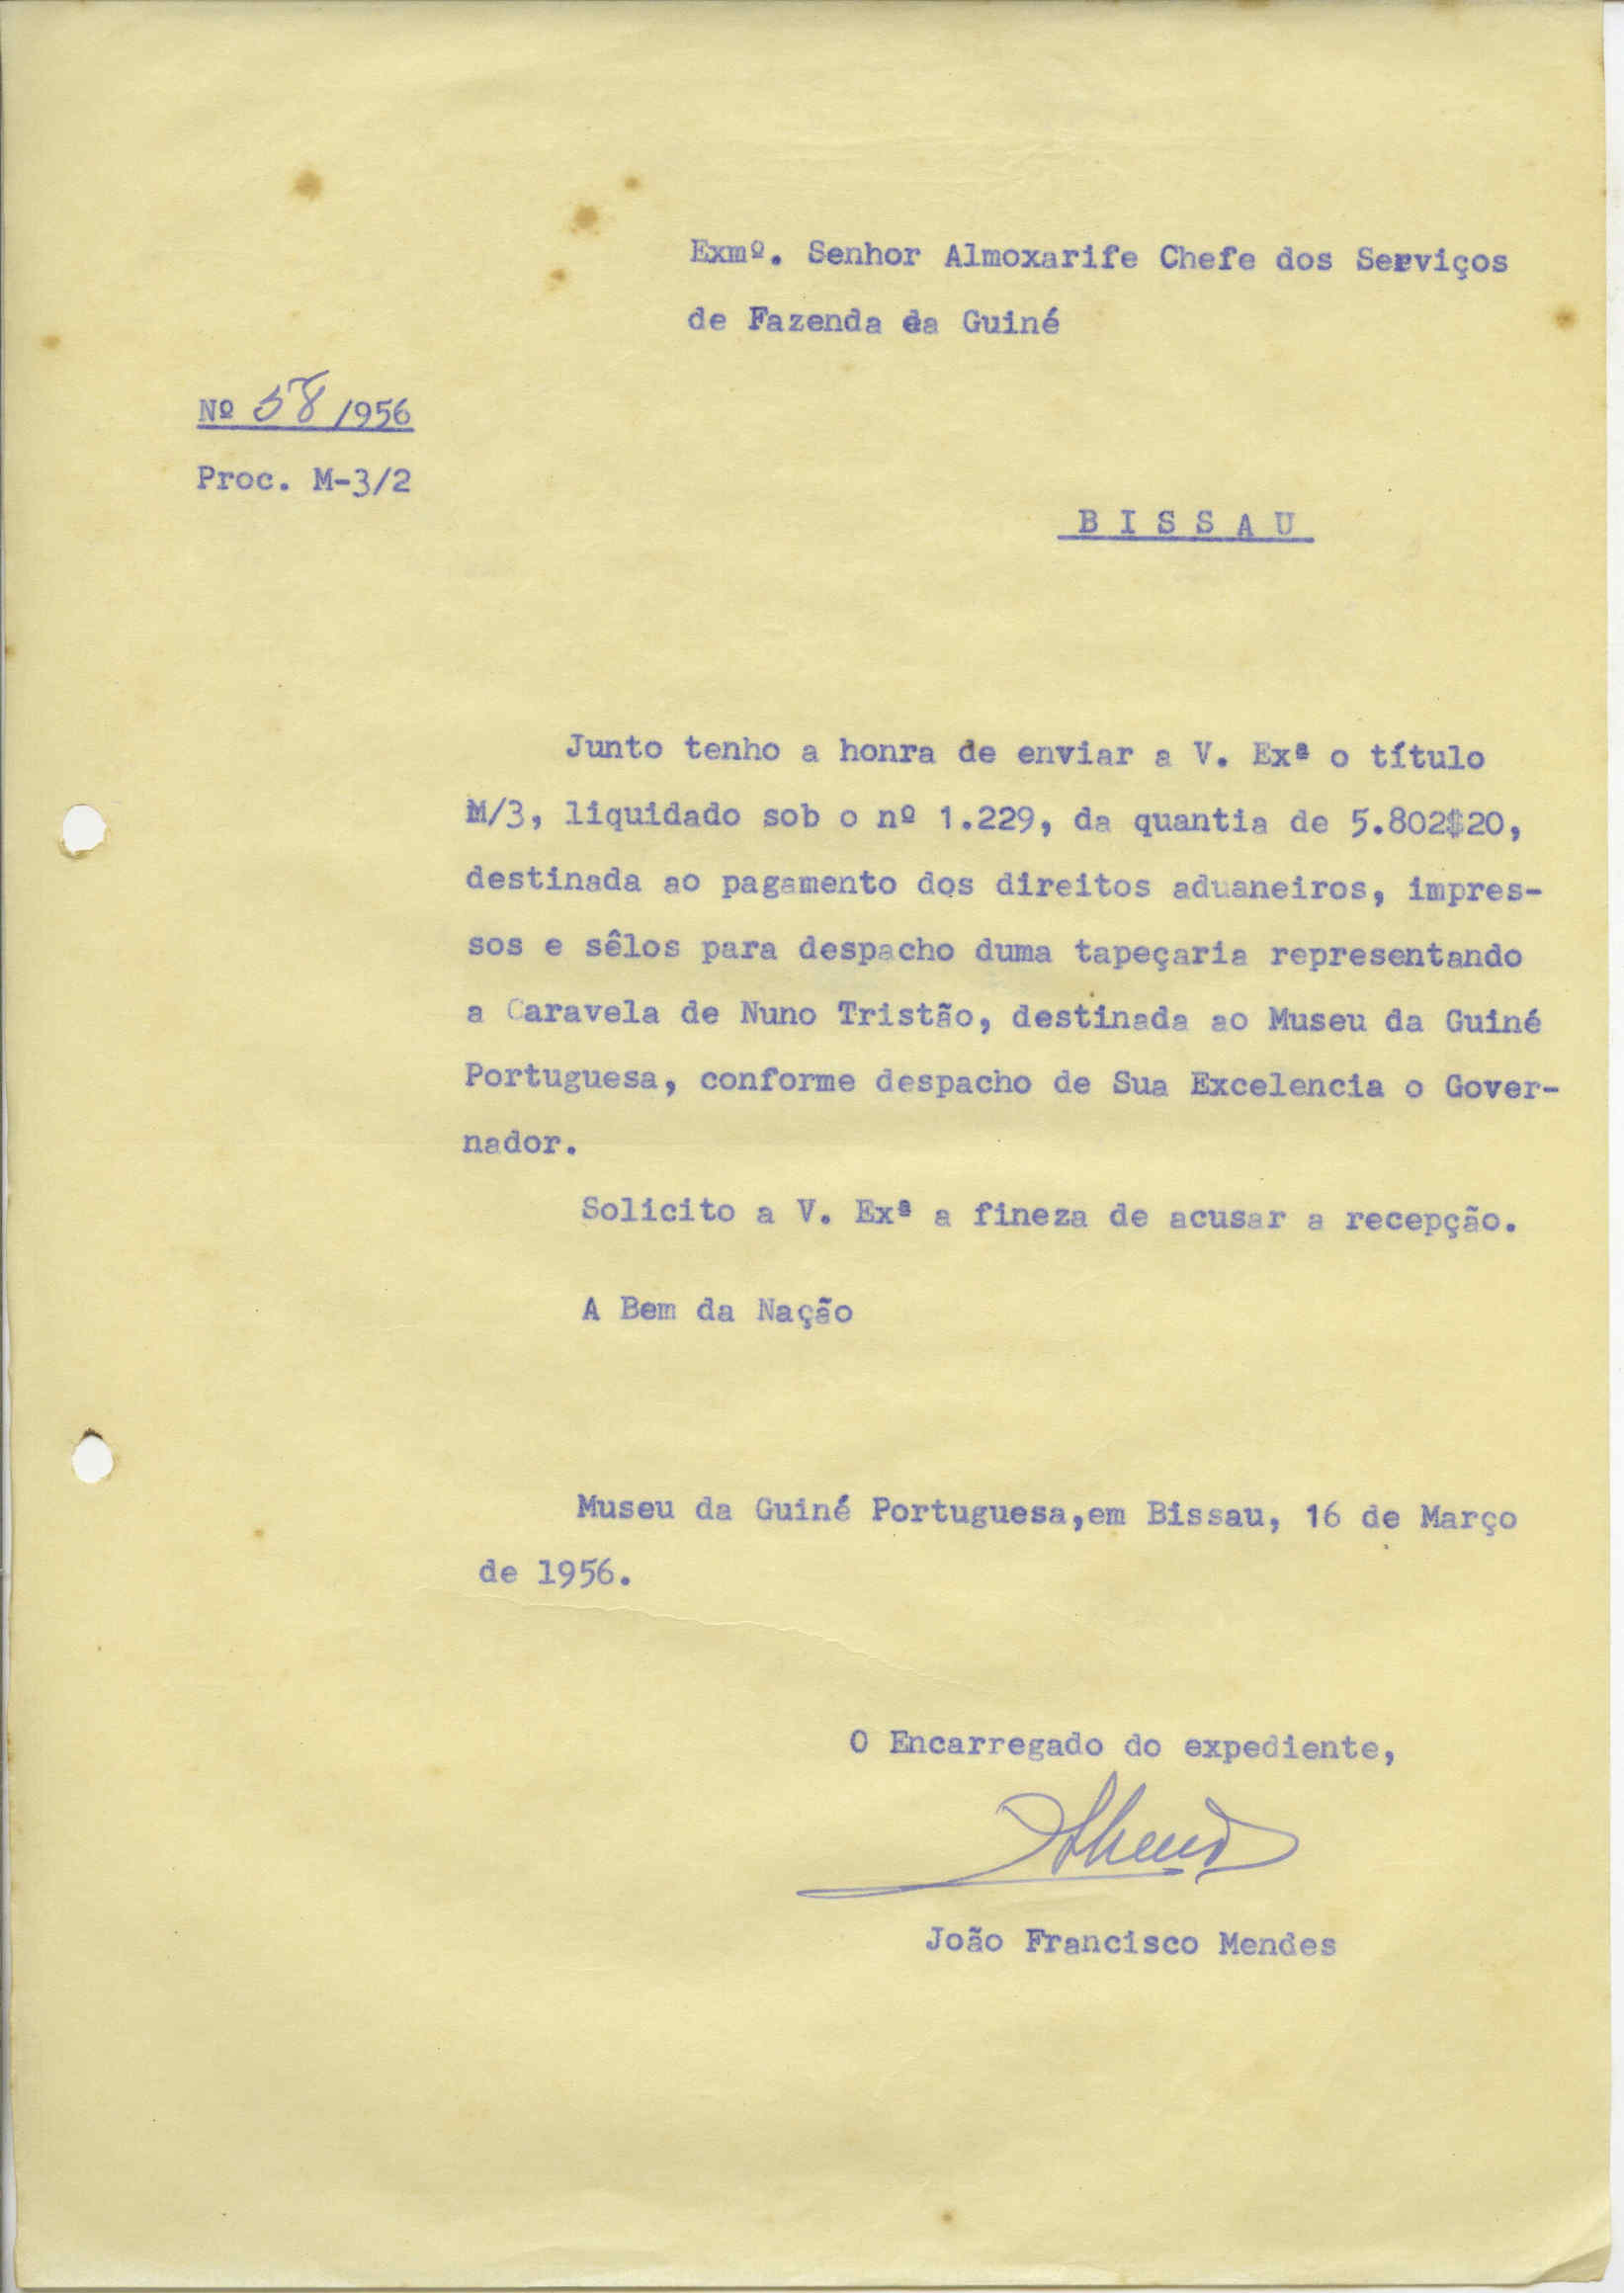 Exmº. Senhor Almoxarife Chefe dos Serviços
de Fazenda da Guiné
Nº 58/1956
Proc. M-3/2
B I S S A U
Junto tenho a honra de enviar a V. Exª o título
M/3, liquidado sob o nº 1.229, da quantia de 5.802$20,
destinada ao pagamento dos direitos aduaneiros, impres-
sos e sêlos para despacho duma tapeçaria representando
a Caravela de Nuno Tristão, destinada ao Museu da Guiné
Portuguesa, conforme despacho de Sua Excelencia o Gover-
nador.
Solicito a V. Exª a fineza de acusar a recepção.
A Bem da Nação
Museu da Guiné Portuguesa,em Bissau, 16 de Março
de 1956.
O Encarregado do expediente,
João Francisco Mendes